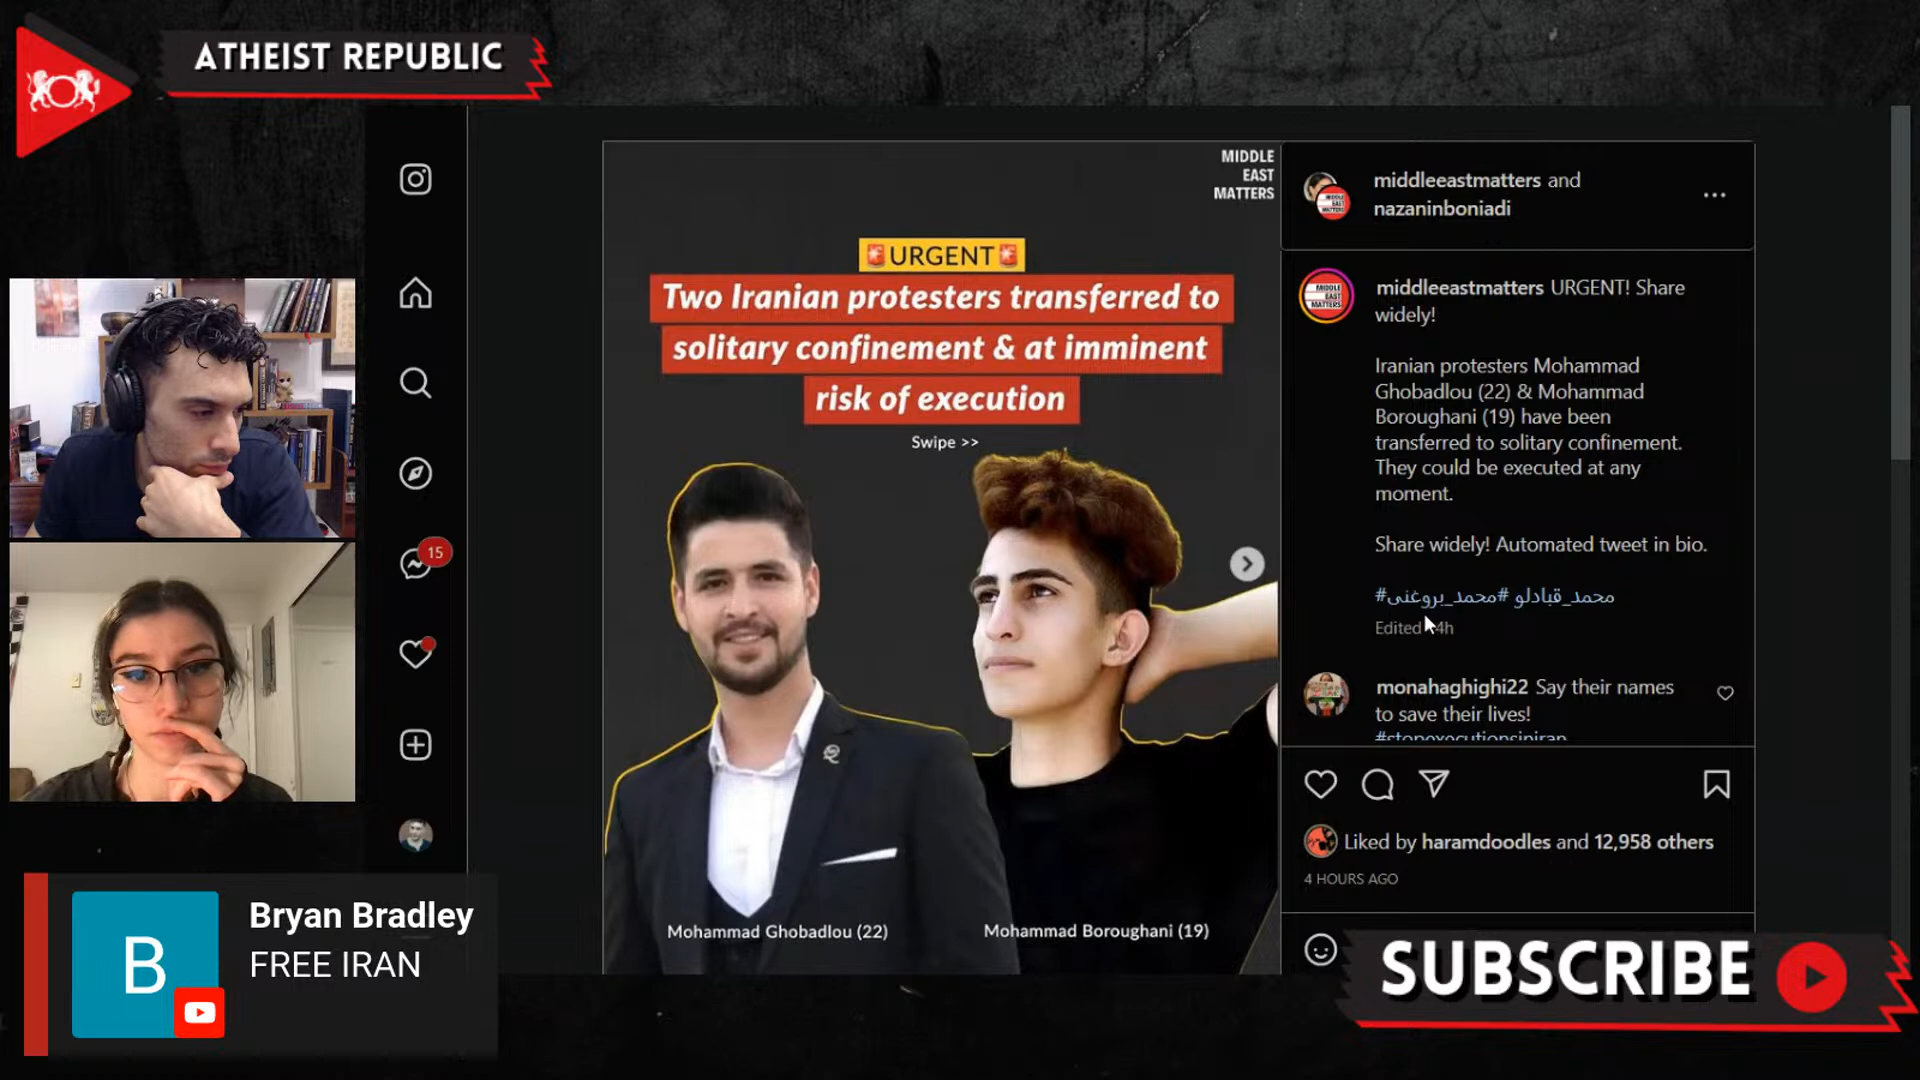 ATHEIST REPUBLIC
MIDDLE
EAST
MATTERS
URGENT
Two Iranian protesters transferred to
solitary confinement & at imminent
risk of execution
Swipe >>
Mohammad Ghobadlou (22)
Mohammad Boroughani (19)
middleeastmatters and
nazaninboniadi
MIDDLE
EAST
MATTERS
middleeastmatters URGENT! Share
widely!
Iranian protesters Mohammad
Ghobadlou (22) & Mohammad
Boroughani (19) have been
transferred to solitary confinement.
They could be executed at any
moment.
Share widely! Automated tweet in bio.
#محمد_قبادلو #محمد_بروغنی
Edited 4h
monahaghighi22 Say their names
to save their lives!
#stopexecutionsiniran
Liked by haramdoodles and 12,958 others
4 HOURS AGO
15
B
Bryan Bradley
FREE IRAN
SUBSCRIBE